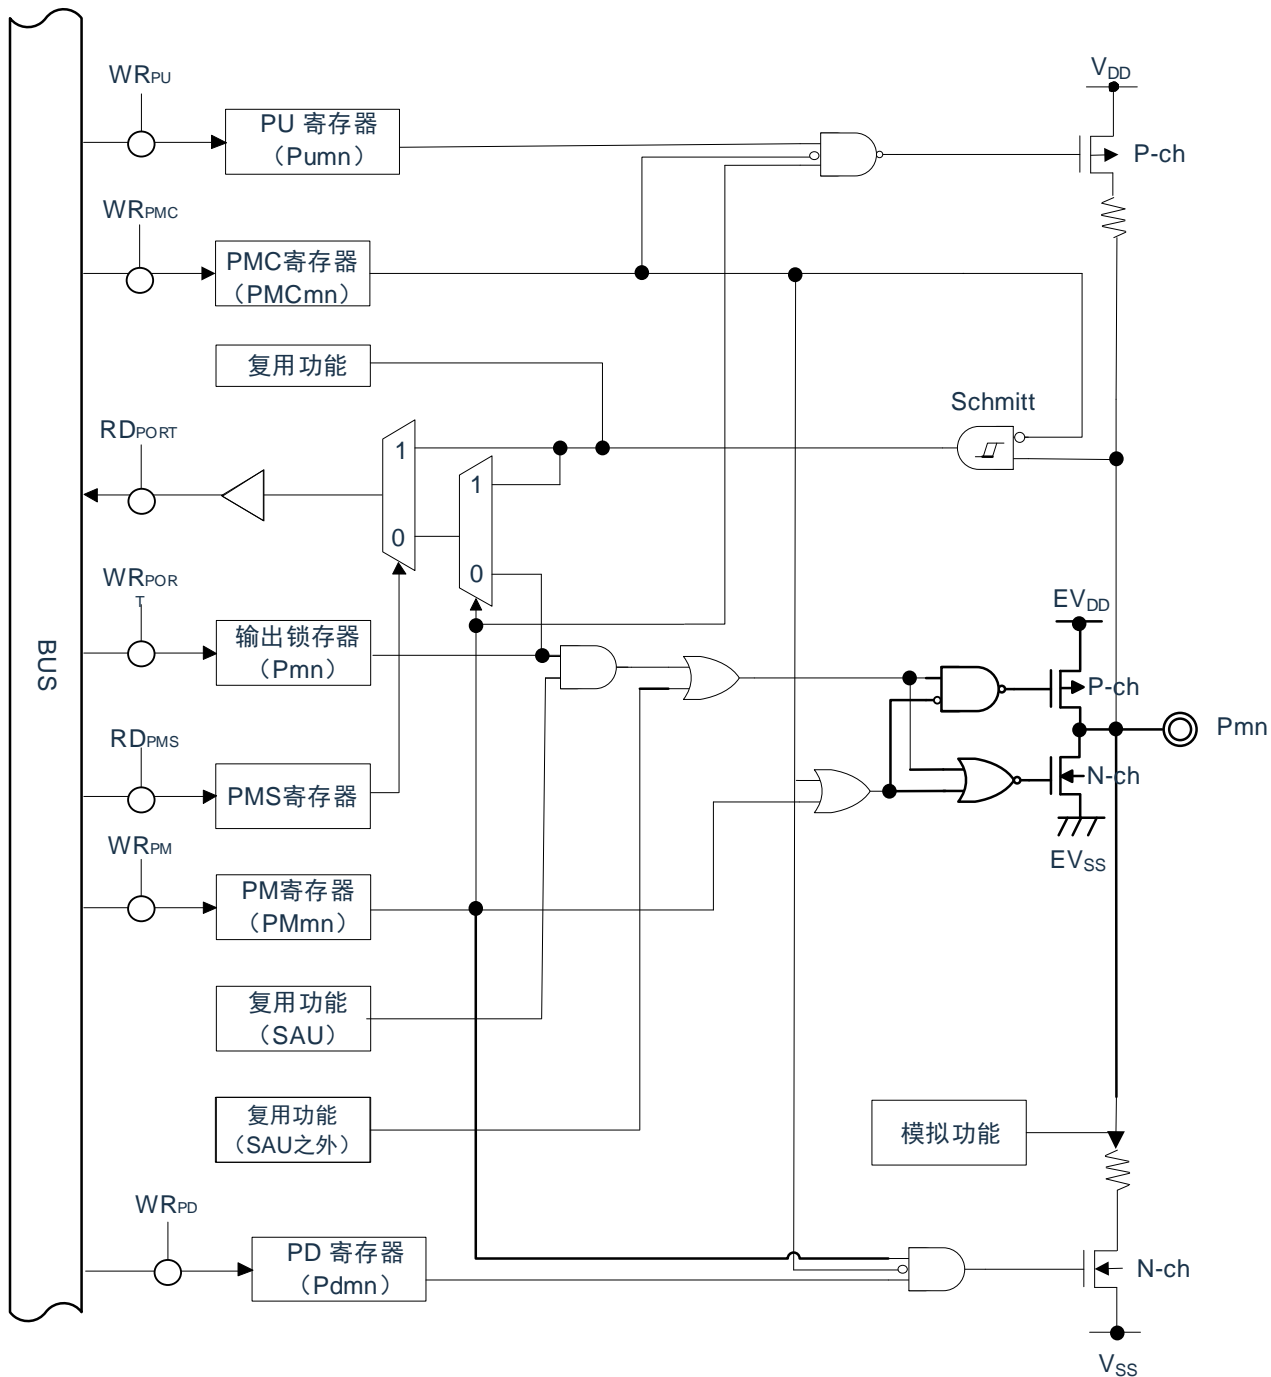 WRPU
VDD
PU 寄存器
（Pumn）
P-ch
WRPMC
PMC寄存器
（PMCmn）
复用功能
Schmitt
RDPORT
1
1
0
0
WRPOR
T
EVDD
输出锁存器
（Pmn）
BUS
P-ch
Pmn
RDPMS
N-ch
PMS寄存器
WRPM
EVSS
PM寄存器
（PMmn）
复用功能
（SAU）
复用功能
（SAU之外）
模拟功能
WRPD
PD 寄存器
（Pdmn）
N-ch
VSS